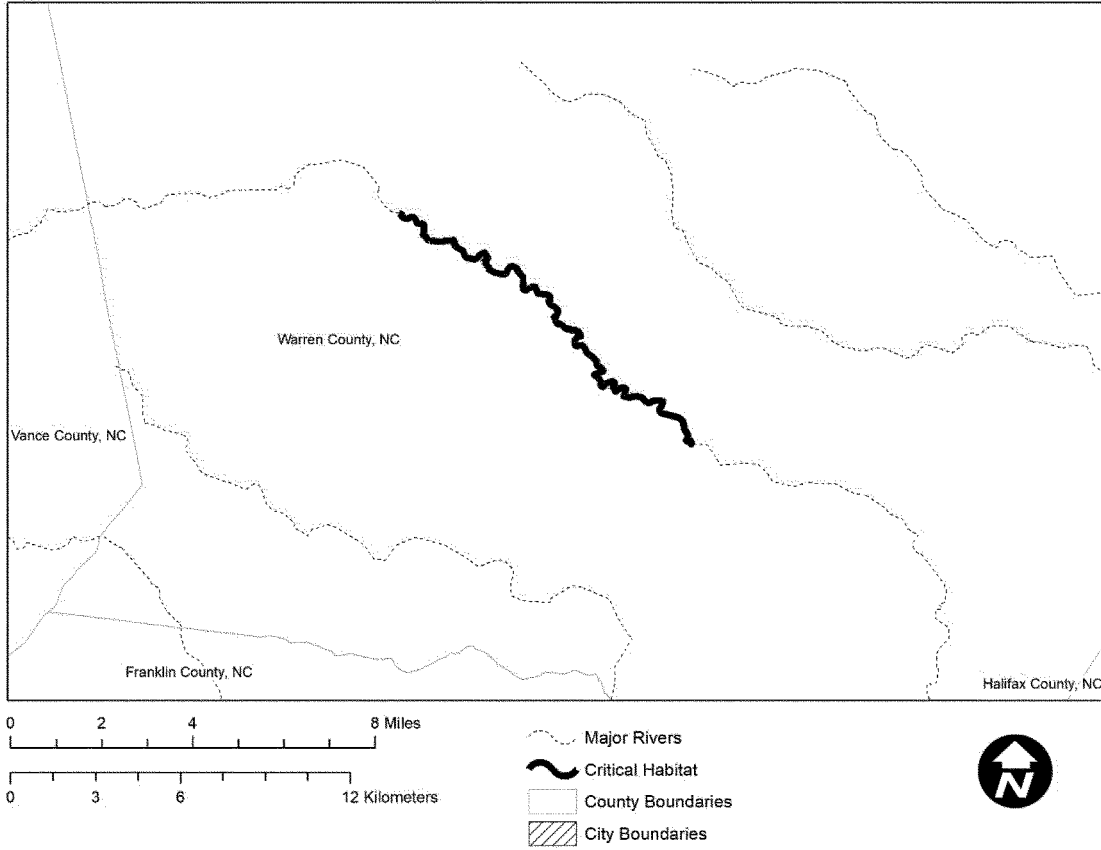 Warren County, NC
Vance County, NC
Franklin County, NC
Halifax County, NC
0 2 4 8 Miles
0 3 6 12 Kilometers
Major Rivers
Critical Habitat
County Boundaries
City Boundaries
N